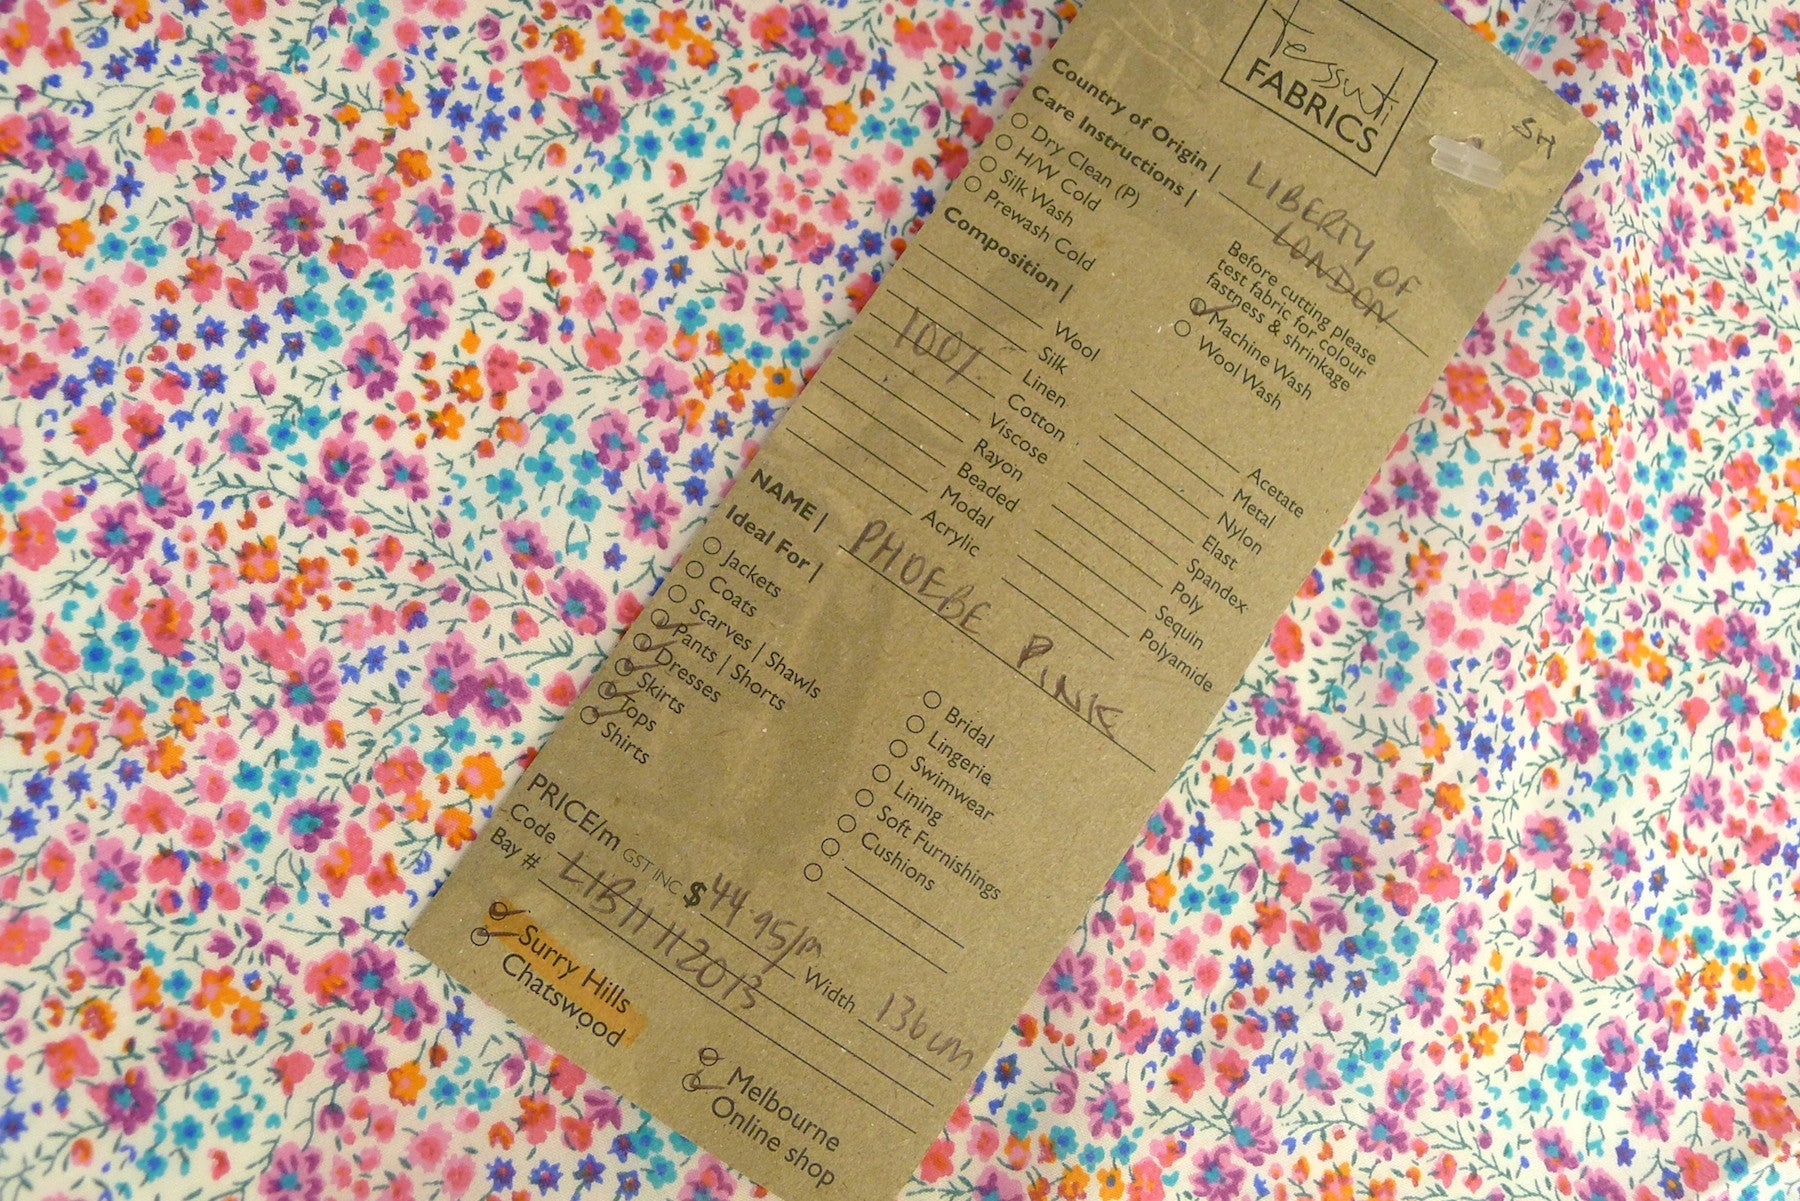 Tessuti
FABRICS
SH
Country of Origin | LIBERTY OF
LONDON
Care Instructions |
Dry Clean (P)
H/W Cold
Silk Wash
Prewash Cold
Before cutting please
test fabric for colour
fastness & shrinkage
Machine Wash
Wool Wash
Composition |
Wool
Silk
Linen
100% Cotton
Viscose
Rayon
Beaded
Modal
Acrylic
Acetate
Metal
Nylon
Elast
Spandex
Poly
Sequin
Polyamide
NAME | PHOEBE PINK
Ideal For |
Jackets
Coats
Scarves | Shawls
Pants | Shorts
Dresses
Skirts
Tops
Shirts
Bridal
Lingerie
Swimwear
Lining
Soft Furnishings
Cushions
PRICE/m GST INC. $44.95/m Width 136cm
Code LIB1112013
Bay #
Surry Hills
Chatswood
Melbourne
Online shop